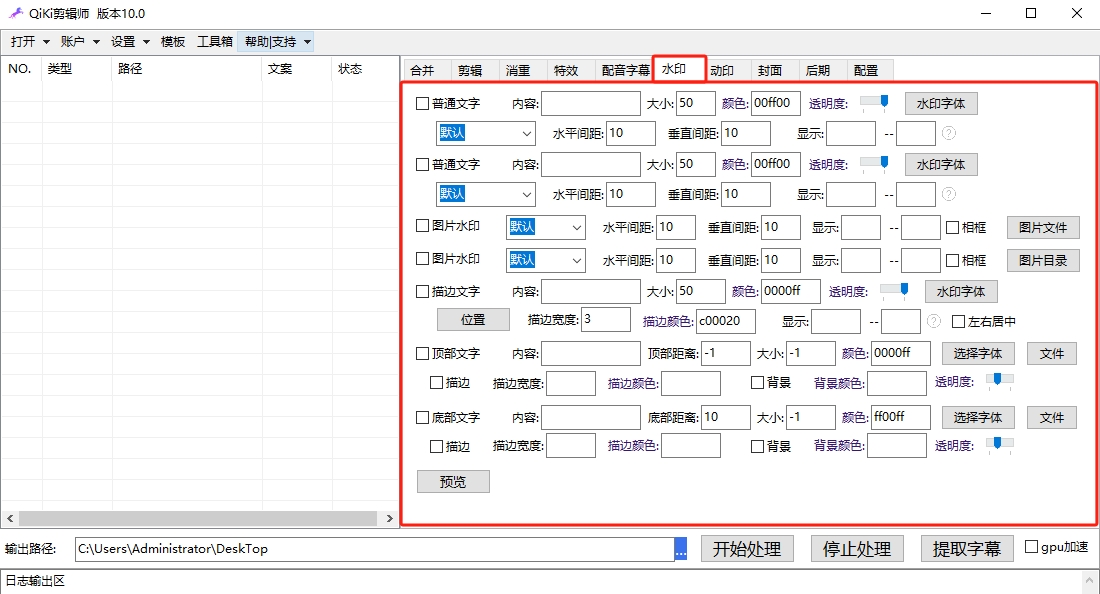 QiKi剪辑师 版本10.0
打开 账户 设置 模板 工具箱 帮助|支持
NO. 类型 路径 文案 状态
合并 剪辑 消重 特效 配音字幕 水印 动印 封面 后期 配置
普通文字 内容: 大小: 50 颜色: 00ff00 透明度: 水印字体
默认 水平间距: 10 垂直间距: 10 显示: -- ?
普通文字 内容: 大小: 50 颜色: 00ff00 透明度: 水印字体
默认 水平间距: 10 垂直间距: 10 显示: -- ?
图片水印 默认 水平间距: 10 垂直间距: 10 显示: -- 相框 图片文件
图片水印 默认 水平间距: 10 垂直间距: 10 显示: -- 相框 图片目录
描边文字 内容: 大小: 50 颜色: 0000ff 透明度: 水印字体
位置 描边宽度: 3 描边颜色: c00020 显示: -- ? 左右居中
顶部文字 内容: 顶部距离: -1 大小: -1 颜色: 0000ff 选择字体 文件
描边 描边宽度: 描边颜色: 背景 背景颜色: 透明度:
底部文字 内容: 底部距离: 10 大小: -1 颜色: ff00ff 选择字体 文件
描边 描边宽度: 描边颜色: 背景 背景颜色: 透明度:
预览
输出路径: C:\Users\Administrator\DeskTop ... 开始处理 停止处理 提取字幕 gpu加速
日志输出区